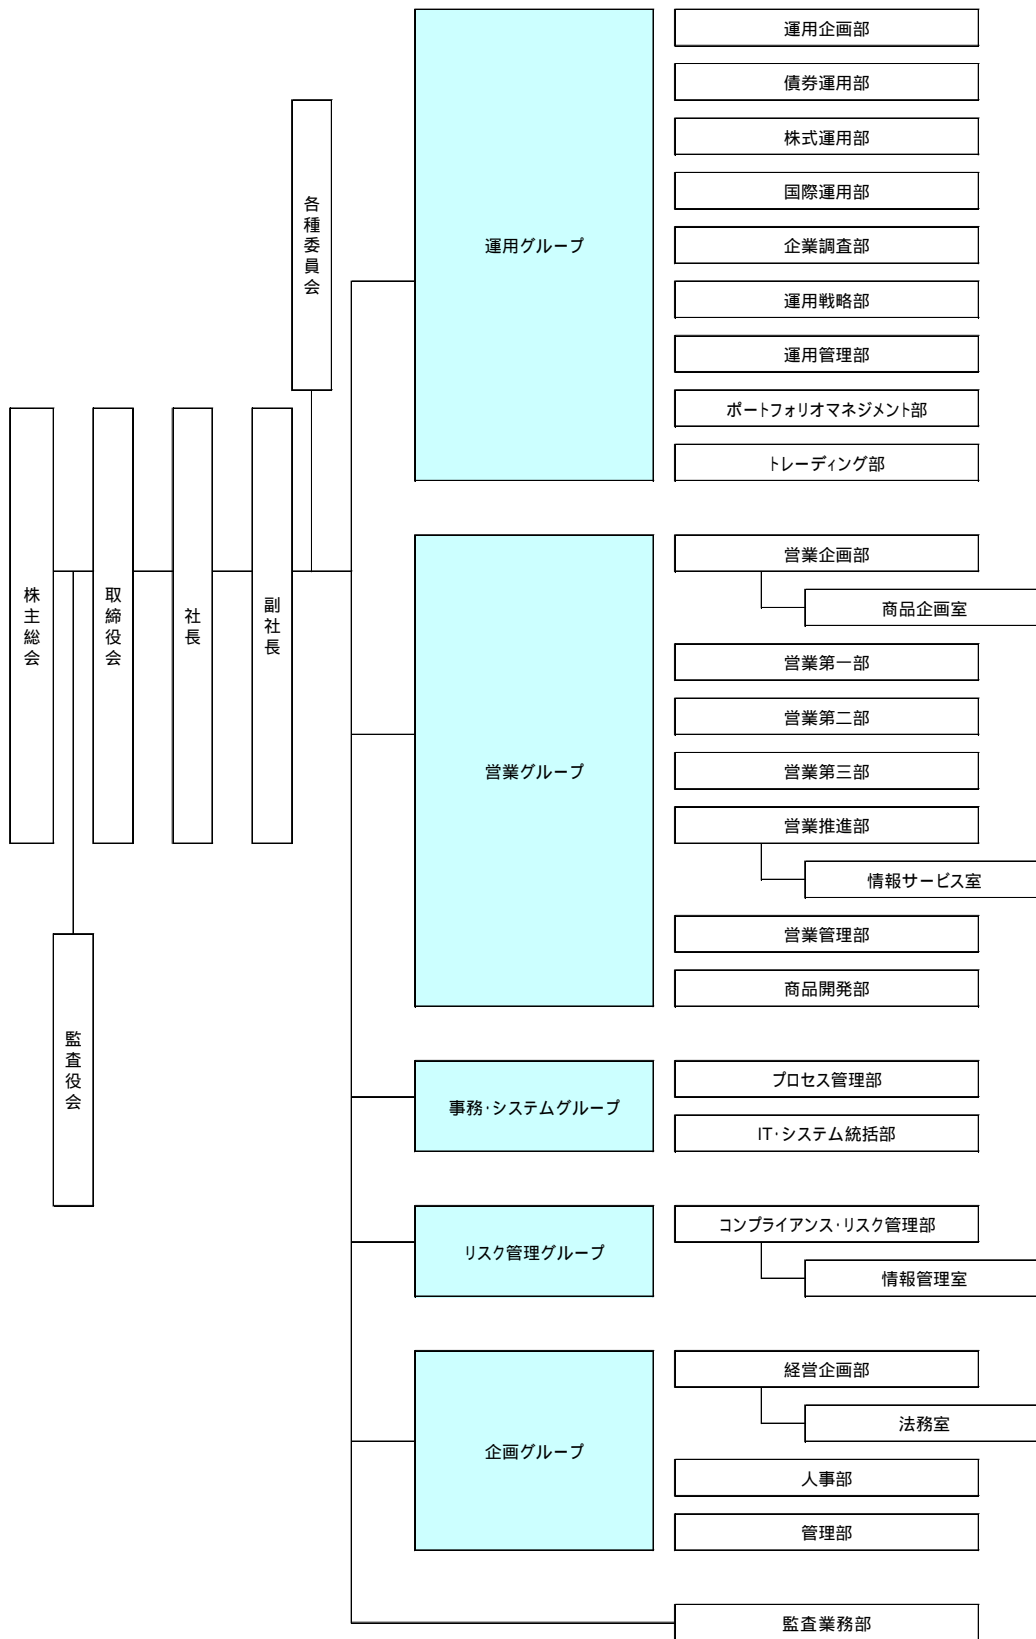 株主総会
監査役会
取締役会
社長
副社長
各種委員会
運用グループ
運用企画部
債券運用部
株式運用部
国際運用部
企業調査部
運用戦略部
運用管理部
ポートフォリオマネジメント部
トレーディング部
営業グループ
営業企画部
商品企画室
営業第一部
営業第二部
営業第三部
営業推進部
情報サービス室
営業管理部
商品開発部
事務・システムグループ
プロセス管理部
IT・システム統括部
リスク管理グループ
コンプライアンス・リスク管理部
情報管理室
企画グループ
経営企画部
法務室
人事部
管理部
監査業務部